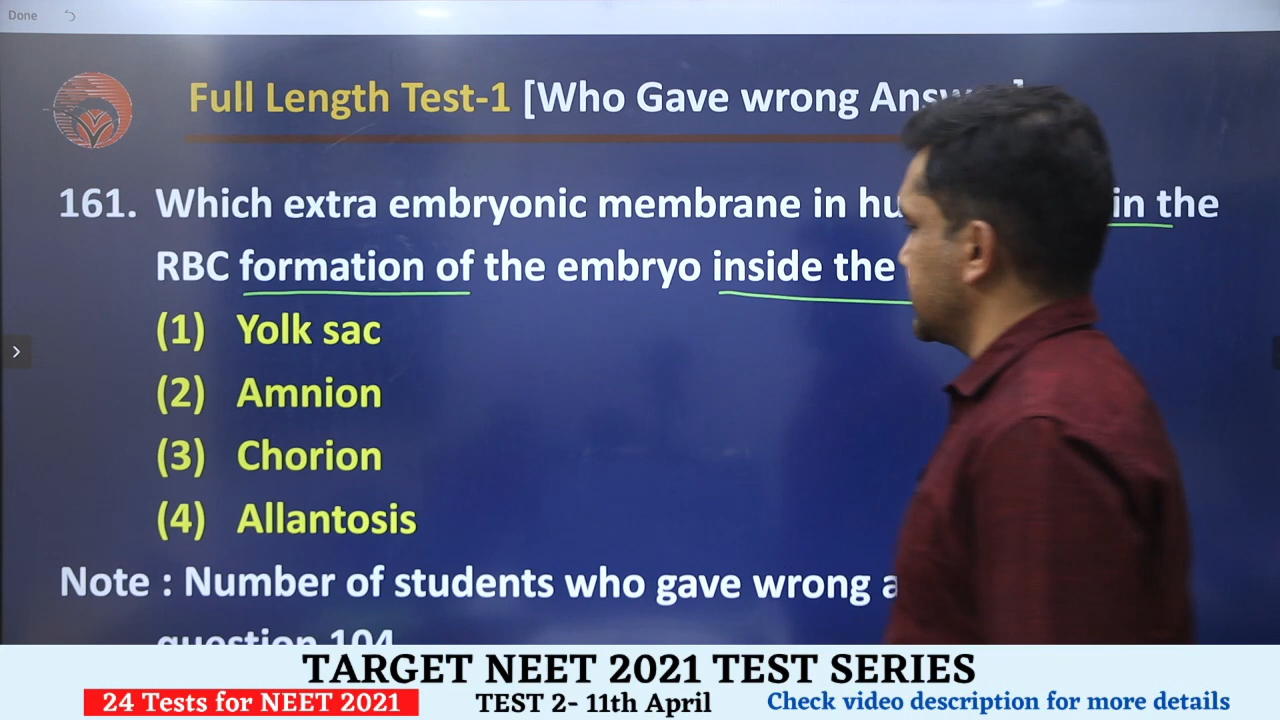 Done
Full Length Test-1 [Who Gave wrong
161. Which extra embryonic membrane in in the
RBC formation of the embryo inside the
(1) Yolk sac
(2) Amnion
(3) Chorion
(4) Allantosis
Note : Number of students who gave wrong
question 104
TARGET NEET 2021 TEST SERIES
24 Tests for NEET 2021 TEST 2- 11th April Check video description for more details